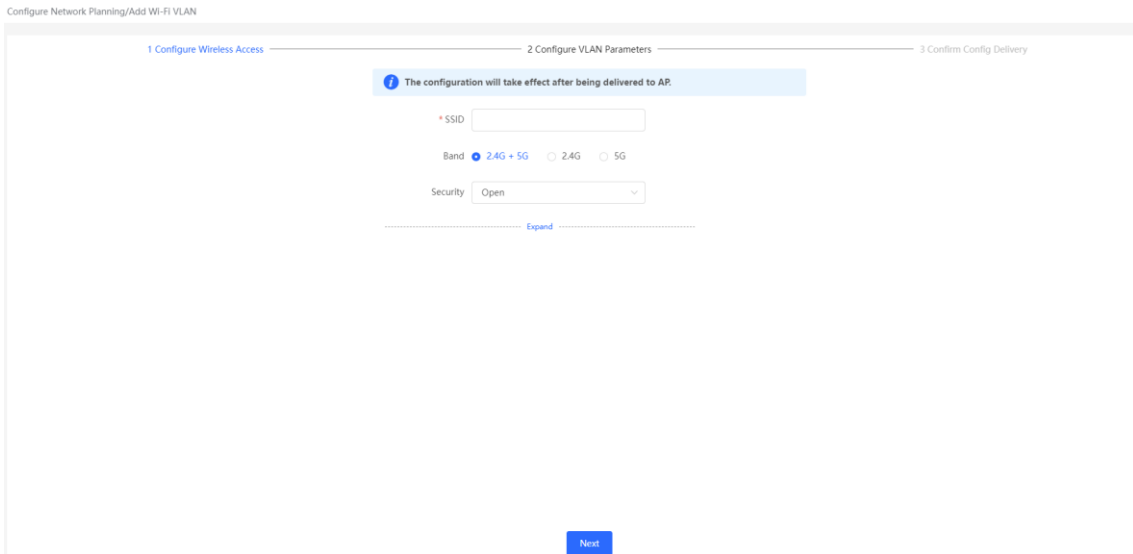 Configure Network Planning/Add Wi-Fi VLAN
1 Configure Wireless Access 2 Configure VLAN Parameters 3 Confirm Config Delivery
The configuration will take effect after being delivered to AP.
* SSID
Band 2.4G + 5G 2.4G 5G
Security Open
Expand
Next